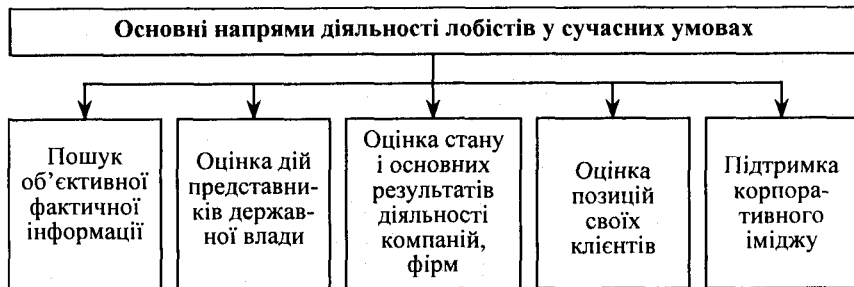 Основні напрями діяльності лобістів у сучасних умовах
Пошук
об’єктивної
фактичної
інформації
Оцінка дій
представни-
ків держав-
ної влади
Оцінка стану
і основних
результатів
діяльності
компаній,
фірм
Оцінка
позицій
своїх
клієнтів
Підтримка
корпора-
тивного
іміджу